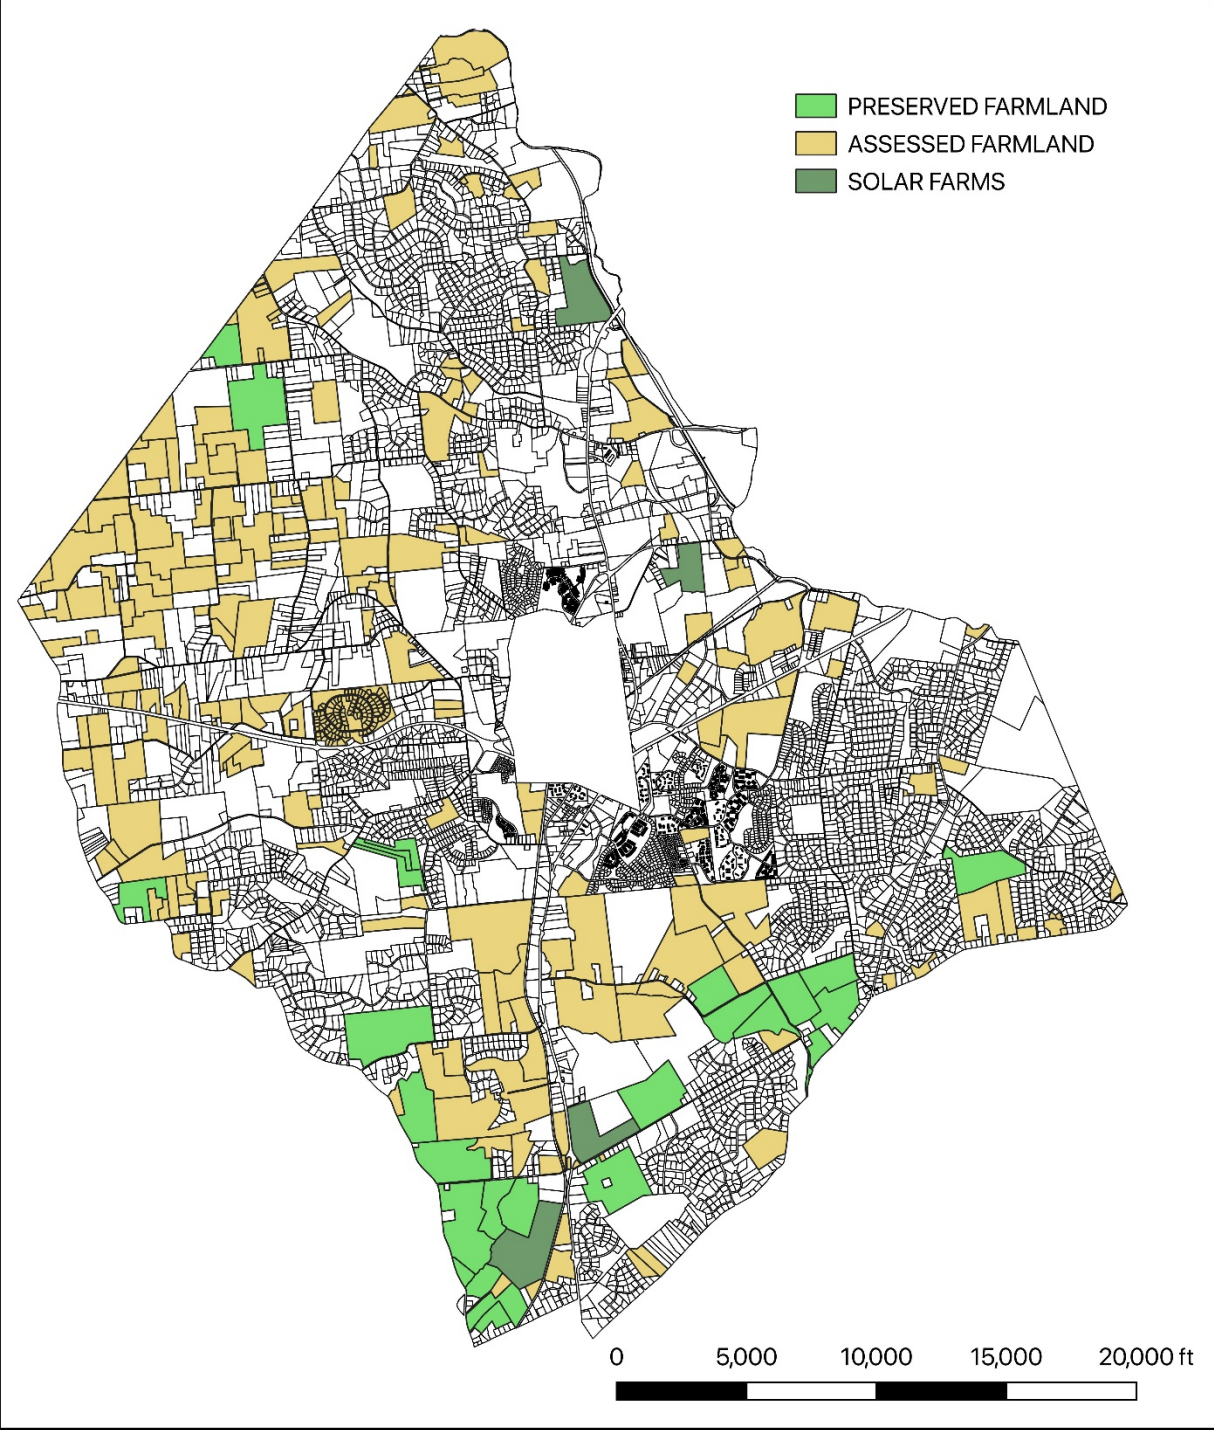 PRESERVED FARMLAND
ASSESSED FARMLAND
SOLAR FARMS
0 5,000 10,000 15,000 20,000 ft